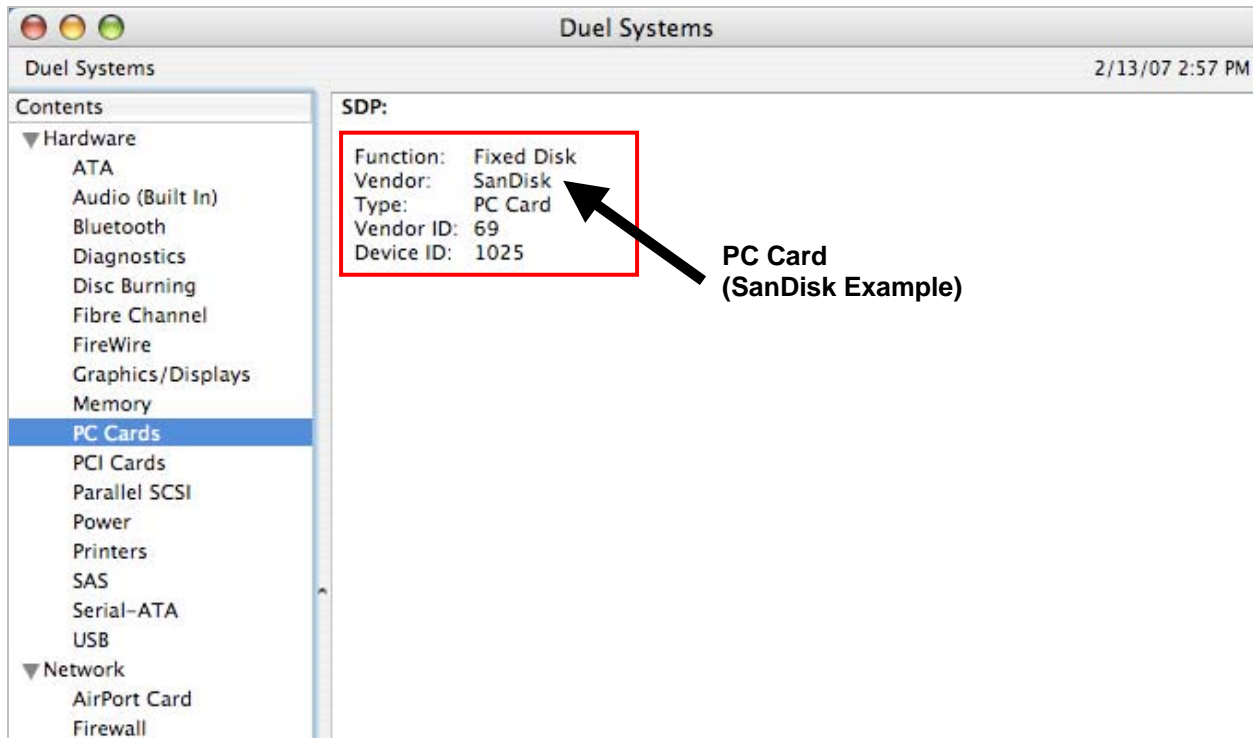 Duel Systems
Duel Systems
2/13/07 2:57 PM
Contents
Hardware
ATA
Audio (Built In)
Bluetooth
Diagnostics
Disc Burning
Fibre Channel
FireWire
Graphics/Displays
Memory
PC Cards
PCI Cards
Parallel SCSI
Power
Printers
SAS
Serial-ATA
USB
Network
AirPort Card
Firewall
SDP:
Function: Fixed Disk
Vendor: SanDisk
Type: PC Card
Vendor ID: 69
Device ID: 1025
PC Card
(SanDisk Example)